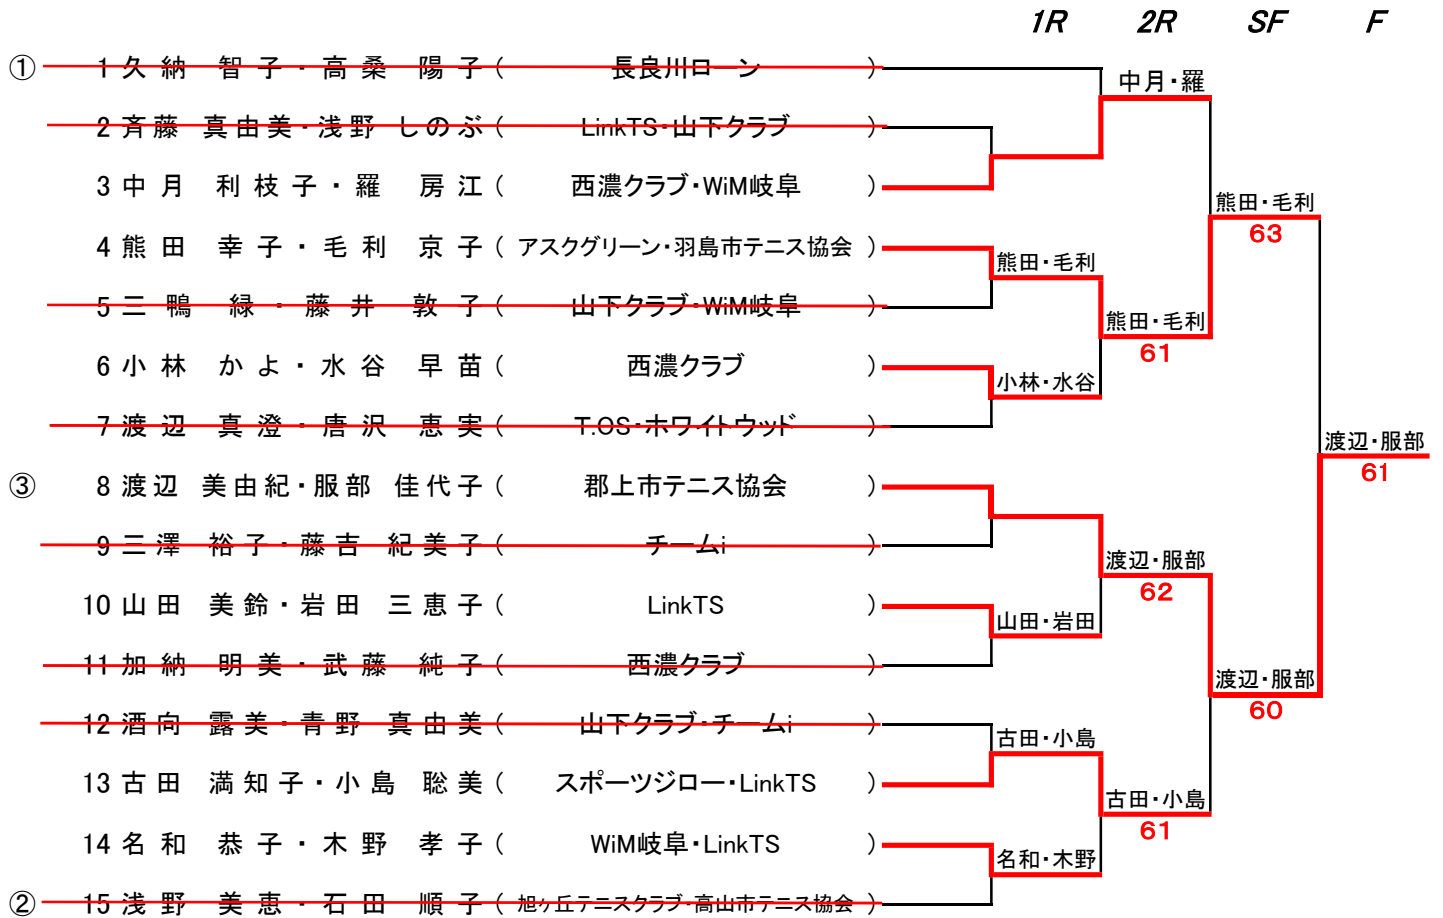 1R 2R SF F
① 1 久納 智子・高桑 陽子 ( 長良川ローン )
中月・羅
2 斉藤 真由美・浅野 しのぶ ( LinkTS・山下クラブ )
3 中月 利枝子・羅 房江 ( 西濃クラブ・WiM岐阜 )
熊田・毛利
63
4 熊田 幸子・毛利 京子 ( アスクグリーン・羽島市テニス協会 )
熊田・毛利
5 三鴨 緑・藤井 敦子 ( 山下クラブ・WiM岐阜 )
熊田・毛利
61
6 小林 かよ・水谷 早苗 ( 西濃クラブ )
小林・水谷
7 渡辺 真澄・唐沢 恵実 ( T.OS・ホワイトウッド )
渡辺・服部
61
③ 8 渡辺 美由紀・服部 佳代子 ( 郡上市テニス協会 )
9 三澤 裕子・藤吉 紀美子 ( チームi )
渡辺・服部
62
10 山田 美鈴・岩田 三恵子 ( LinkTS )
山田・岩田
11 加納 明美・武藤 純子 ( 西濃クラブ )
渡辺・服部
60
12 酒向 露美・青野 真由美 ( 山下クラブ・チームi )
古田・小島
13 古田 満知子・小島 聡美 ( スポーツジロー・LinkTS )
古田・小島
61
14 名和 恭子・木野 孝子 ( WiM岐阜・LinkTS )
名和・木野
② 15 浅野 美恵・石田 順子 ( 旭ヶ丘テニスクラブ・高山市テニス協会 )